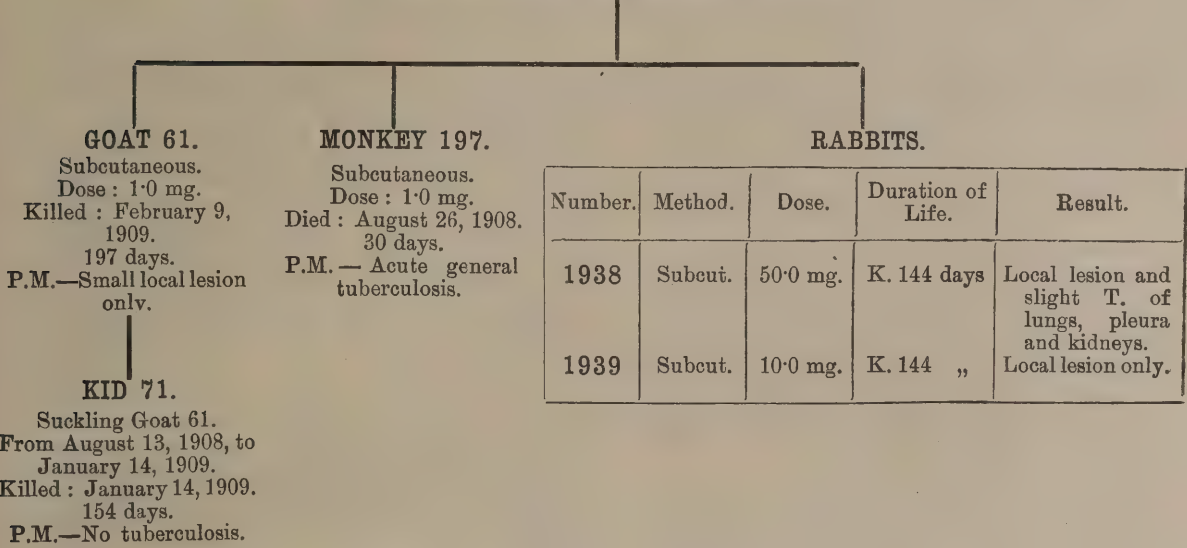 GOAT 61.
Subcutaneous.
Dose : 1·0 mg.
Killed : February 9,
1909.
197 days.
P.M.—Small local lesion
only.
KID 71.
Suckling Goat 61.
From August 13, 1908, to
January 14, 1909.
Killed : January 14, 1909.
154 days.
P.M.—No tuberculosis.
MONKEY 197.
Subcutaneous.
Dose : 1·0 mg.
Died : August 26, 1908.
30 days.
P.M. — Acute general
tuberculosis.
RABBITS.
Number. Method. Dose. Duration of Life. Result.
1938 Subcut. 50·0 mg. K. 144 days Local lesion and
slight T. of
lungs, pleura
and kidneys.
1939 Subcut. 10·0 mg. K. 144 „ Local lesion only.